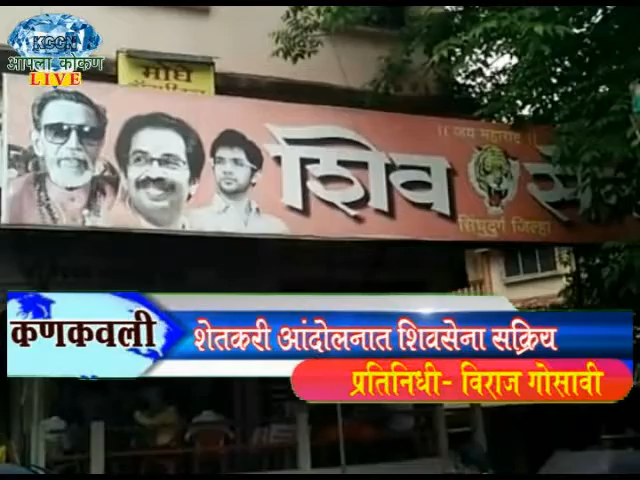 KCCN
आपला कोकण
LIVE
मोघे
॥ जय महाराष्ट्र ॥
शिव
सिंधुदुर्ग जिल्हा
कणकवली
शेतकरी आंदोलनात शिवसेना सक्रिय
प्रतिनिधी- विराज गोसावी